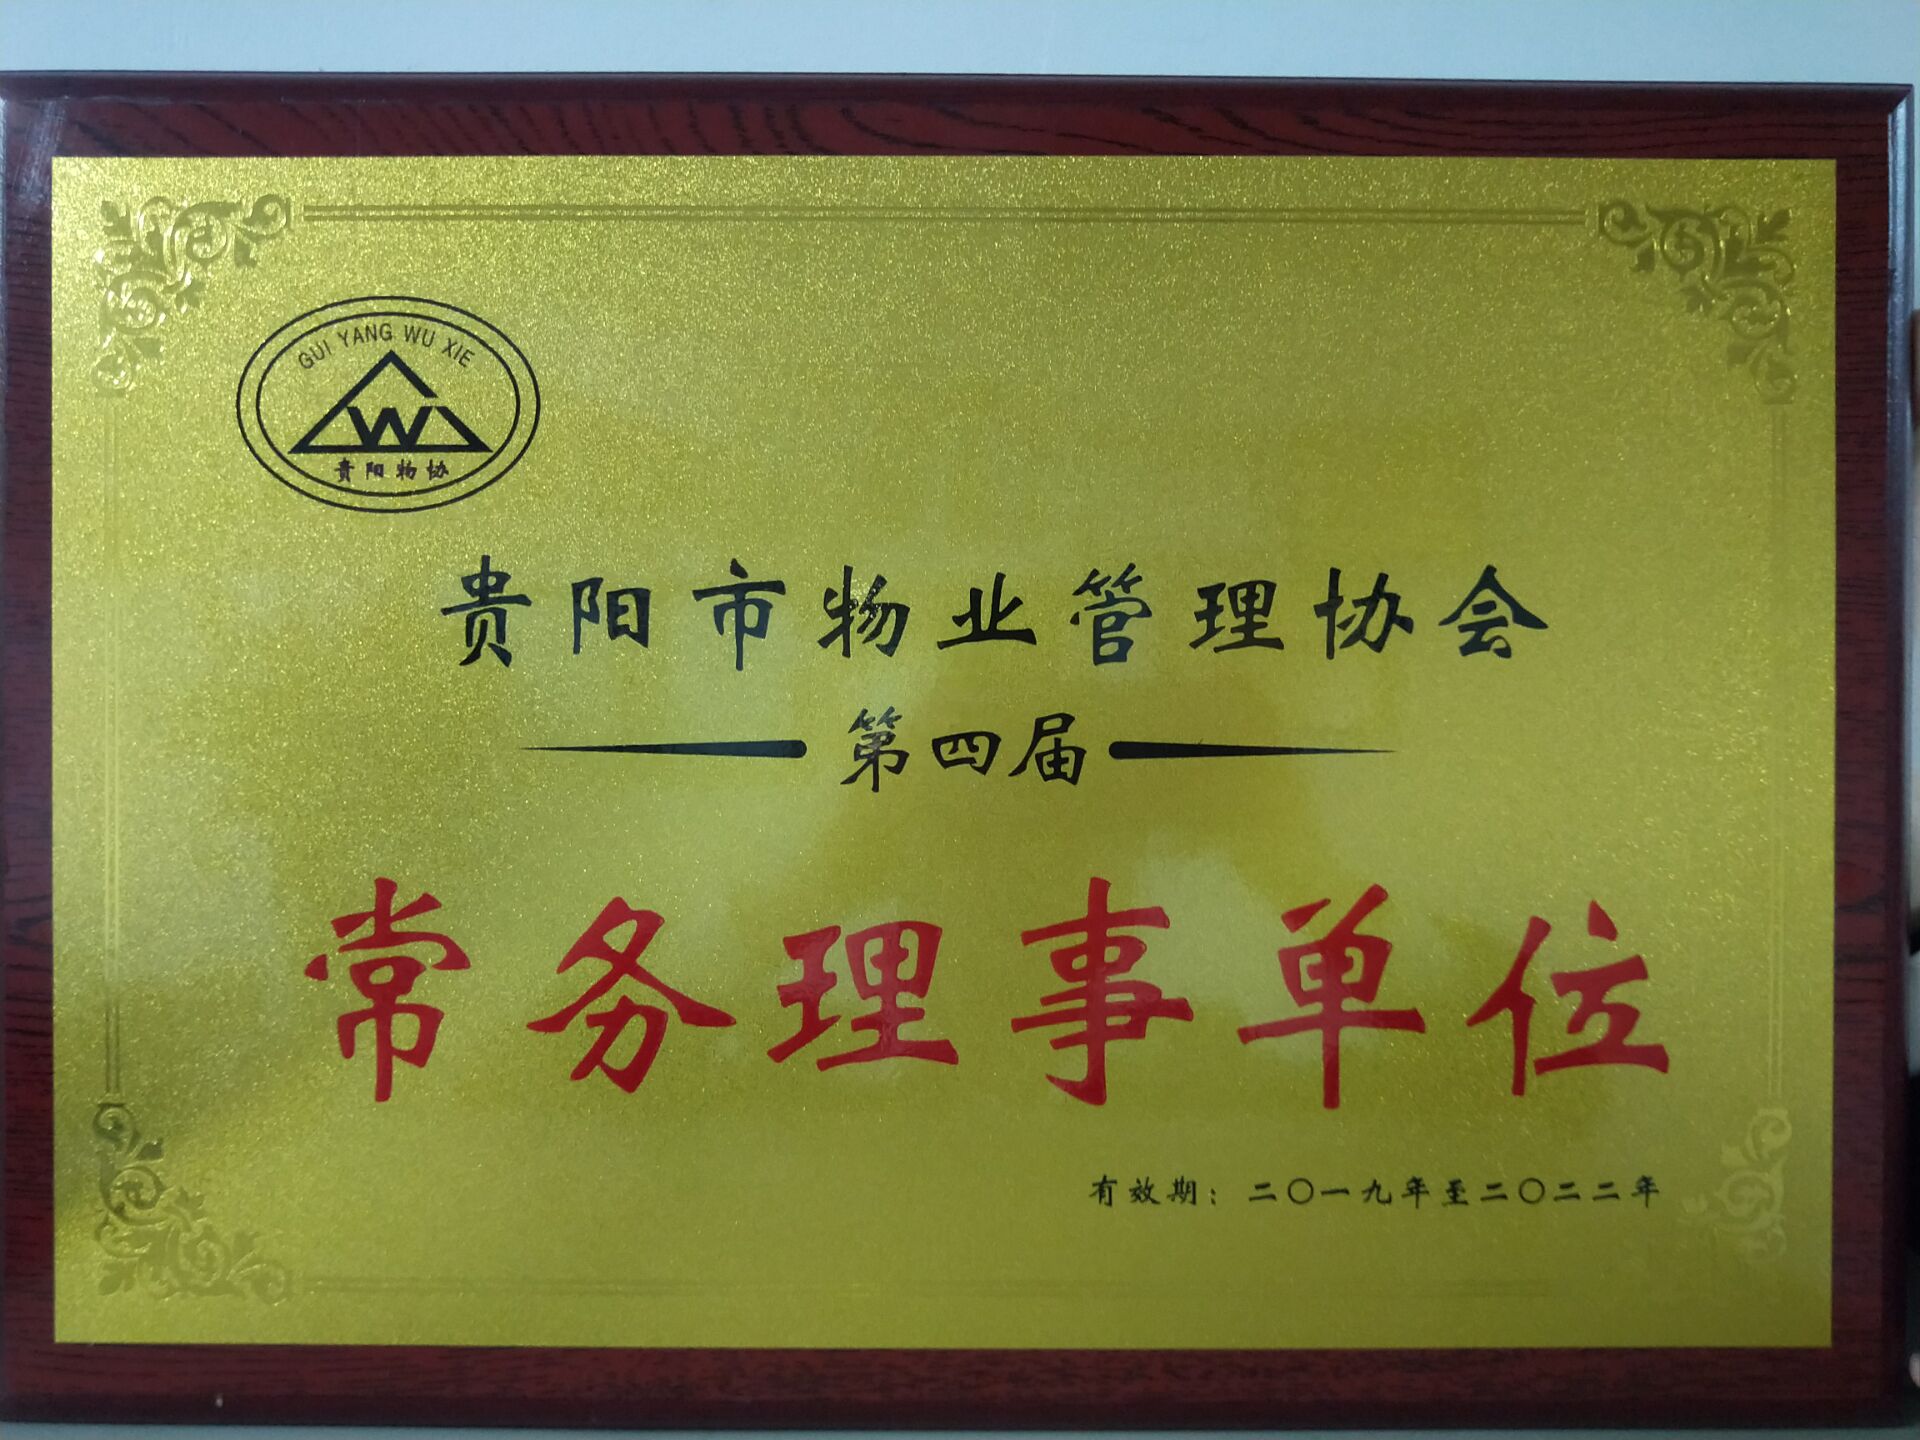 GUI YANG WU XIE
W
贵阳物协
贵阳市物业管理协会
第四届
常务理事单位
有效期：二〇一九年至二〇二二年